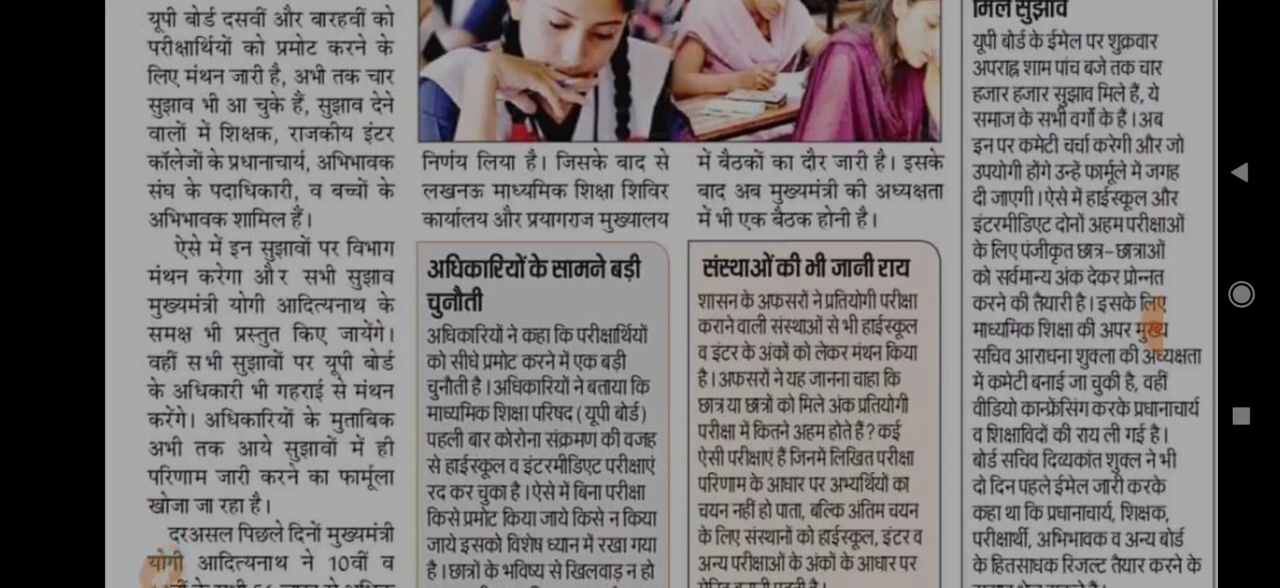 यूपी बोर्ड दसवीं और बारहवीं को
परीक्षार्थियों को प्रमोट करने के
लिए मंथन जारी है, अभी तक चार
सुझाव भी आ चुके हैं, सुझाव देने
वालों में शिक्षक, राजकीय इंटर
कॉलेजों के प्रधानाचार्य, अभिभावक
संघ के पदाधिकारी, व बच्चों के
अभिभावक शामिल हैं।
ऐसे में इन सुझावों पर विभाग
मंथन करेगा और सभी सुझाव
मुख्यमंत्री योगी आदित्यनाथ के
समक्ष भी प्रस्तुत किए जायेंगे।
वहीं सभी सुझावों पर यूपी बोर्ड
के अधिकारी भी गहराई से मंथन
करेंगे। अधिकारियों के मुताबिक
अभी तक आये सुझावों में ही
परिणाम जारी करने का फार्मूला
खोजा जा रहा है।
दरअसल पिछले दिनों मुख्यमंत्री
योगी आदित्यनाथ ने 10वीं व
निर्णय लिया है। जिसके बाद से
लखनऊ माध्यमिक शिक्षा शिविर
कार्यालय और प्रयागराज मुख्यालय
में बैठकों का दौर जारी है। इसके
बाद अब मुख्यमंत्री की अध्यक्षता
में भी एक बैठक होनी है।
अधिकारियों के सामने बड़ी
चुनौती
अधिकारियों ने कहा कि परीक्षार्थियों
को सीधे प्रमोट करने में एक बड़ी
चुनौती है। अधिकारियों ने बताया कि
माध्यमिक शिक्षा परिषद (यूपी बोर्ड)
पहली बार कोरोना संक्रमण की वजह
से हाईस्कूल व इंटरमीडिएट परीक्षाएं
रद कर चुका है। ऐसे में बिना परीक्षा
किसे प्रमोट किया जाये किसे न किया
जाये इसको विशेष ध्यान में रखा गया
है। छात्रों के भविष्य से खिलवाड़ न हो
संस्थाओं की भी जानी राय
शासन के अफसरों ने प्रतियोगी परीक्षा
कराने वाली संस्थाओं से भी हाईस्कूल
व इंटर के अंकों को लेकर मंथन किया
है। अफसरों ने यह जानना चाहा कि
छात्र या छात्रों को मिले अंक प्रतियोगी
परीक्षा में कितने अहम होते हैं? कई
ऐसी परीक्षाएं हैं जिनमें लिखित परीक्षा
परिणाम के आधार पर अभ्यर्थियों का
चयन नहीं हो पाता, बल्कि अंतिम चयन
के लिए संस्थानों को हाईस्कूल, इंटर व
अन्य परीक्षाओं के अंकों के आधार पर
मिले सुझाव
यूपी बोर्ड के ईमेल पर शुक्रवार
अपराह्न शाम पांच बजे तक चार
हजार हजार सुझाव मिले हैं, ये
समाज के सभी वर्गों के हैं। अब
इन पर कमेटी चर्चा करेगी और जो
उपयोगी होंगे उन्हें फार्मूले में जगह
दी जाएगी। ऐसे में हाईस्कूल और
इंटरमीडिएट दोनों अहम परीक्षाओं
के लिए पंजीकृत छात्र-छात्राओं
को सर्वमान्य अंक देकर प्रोन्नत
करने की तैयारी है। इसके लिए
माध्यमिक शिक्षा की अपर मुख्य
सचिव आराधना शुक्ला की अध्यक्षता
में कमेटी बनाई जा चुकी है, वहीं
वीडियो कान्फ्रेंसिंग करके प्रधानाचार्य
व शिक्षाविदों की राय ली गई है।
बोर्ड सचिव दिव्यकांत शुक्ल ने भी
दो दिन पहले ईमेल जारी करके
कहा था कि प्रधानाचार्य, शिक्षक,
परीक्षार्थी, अभिभावक व अन्य बोर्ड
के हितसाधक रिजल्ट तैयार करने के